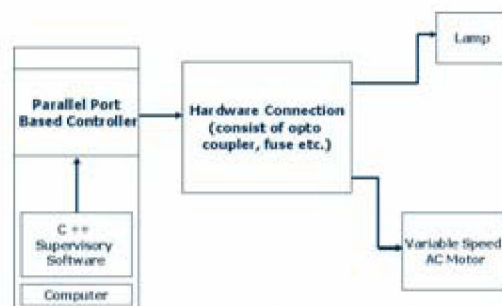 Parallel Port
Based Controller
C ++
Supervisory
Software
Computer
Hardware Connection
(consist of opto
coupler, fuse etc.)
Lamp
Variable Speed
AC Motor